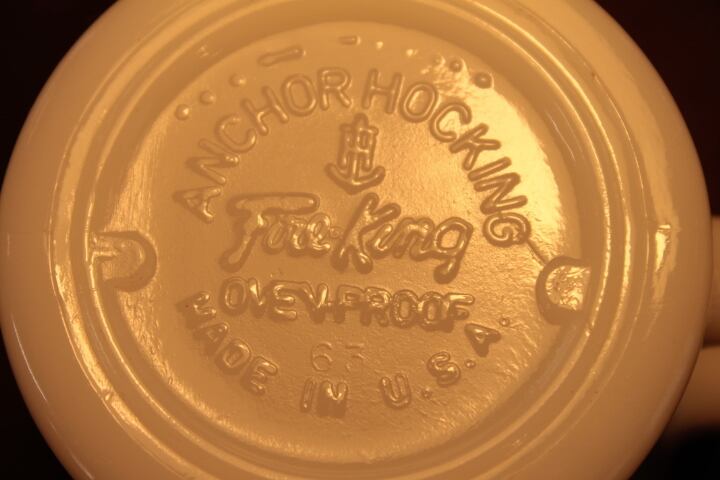 ANCHOR HOCKING
Fire-King
OVEN-PROOF
63
MADE IN U.S.A.